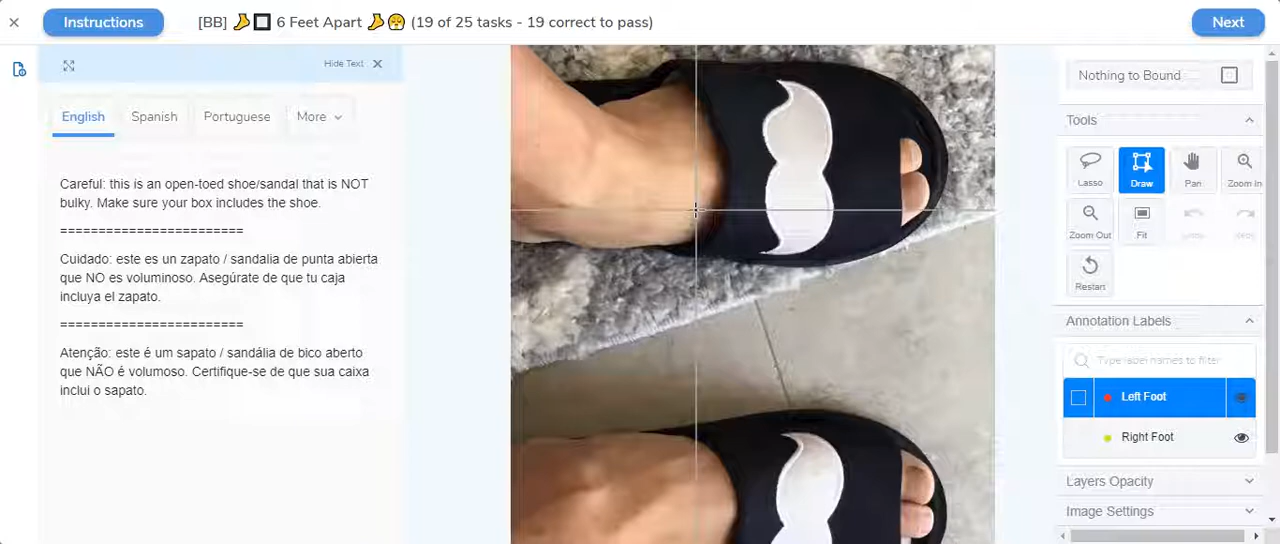 Instructions
[BB] 🦶🔲 6 Feet Apart 🦶😤 (19 of 25 tasks - 19 correct to pass)
Next
Hide Text
English
Spanish
Portuguese
More
Careful: this is an open-toed shoe/sandal that is NOT
bulky. Make sure your box includes the shoe.
========================
Cuidado: este es un zapato / sandalia de punta abierta
que NO es voluminoso. Asegúrate de que tu caja
incluya el zapato.
========================
Atenção: este é um sapato / sandália de bico aberto
que NÃO é volumoso. Certifique-se de que sua caixa
inclui o sapato.
Nothing to Bound
Tools
Lasso
Draw
Pan
Zoom In
Zoom Out
Fit
Restart
Annotation Labels
Type label names to filter
Left Foot
Right Foot
Layers Opacity
Image Settings